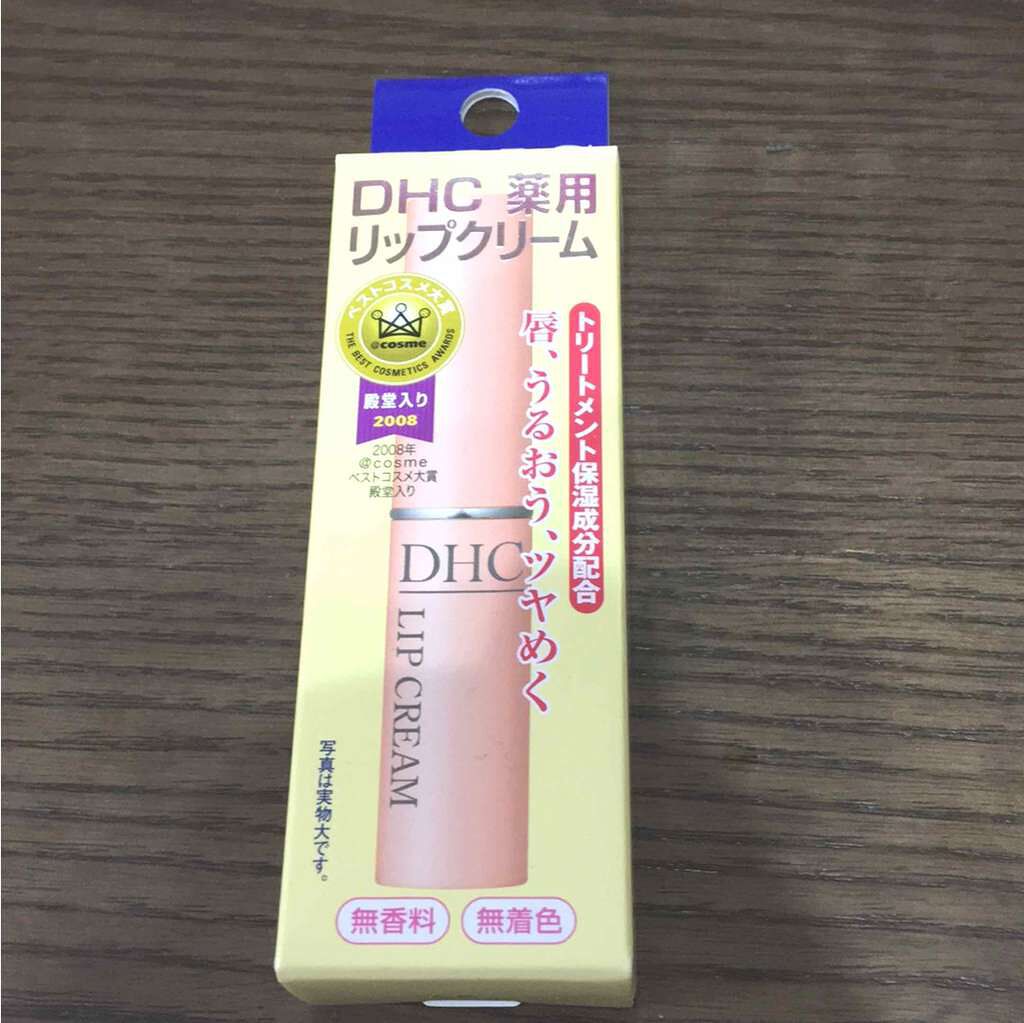 DHC 薬用
リップクリーム
ベストコスメ大賞
@cosme
THE BEST COSMETICS AWARDS
殿堂入り
2008
2008年
@cosme
ベストコスメ大賞
殿堂入り
トリートメント保湿成分配合
唇、うるおう、ツヤめく
DHC
LIP CREAM
写真は実物大です。
無香料
無着色